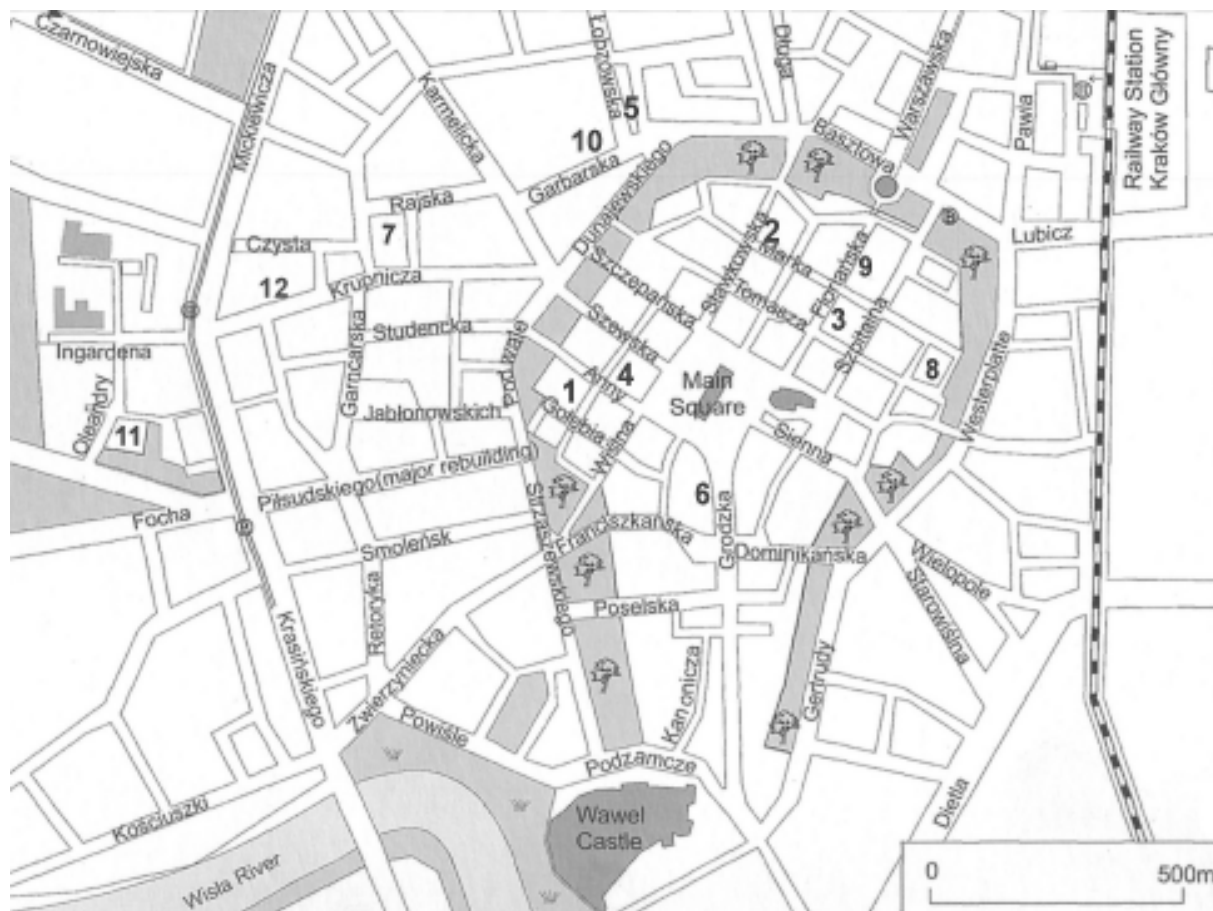 Czarnowiejska
Mickiewicza
Karmelicka
Łobzowska
Długa
Warszawska
Basztowa
Pawia
Railway Station
Kraków Główny
5
10
Garbarska
Dunajewskiego
Rajska
7
Czysta
12
Krupnicza
Studencka
Garncarska
Jabłonowskich
Ingardena
Oleandry
11
Focha
Piłsudskiego(major rebuilding)
Smoleńsk
Retoryka
Krasińskiego
Zwierzyniecka
Powiśle
Kościuszki
Wisła River
Podwale
Szczepańska
Szewska
Anny
Gołębia
Wiślna
1
4
Main
Square
Sławkowska
2
Marka
Tomasza
Floriańska
9
3
Szpitalna
8
Westerplatte
Lubicz
Sienna
6
Grodzka
Franciszkańska
Dominikańska
Straszewskiego
Poselska
Kanonicza
Podzamcze
Wawel
Castle
Gertrudy
Wielopole
Starowiślna
Dietla
0 500m